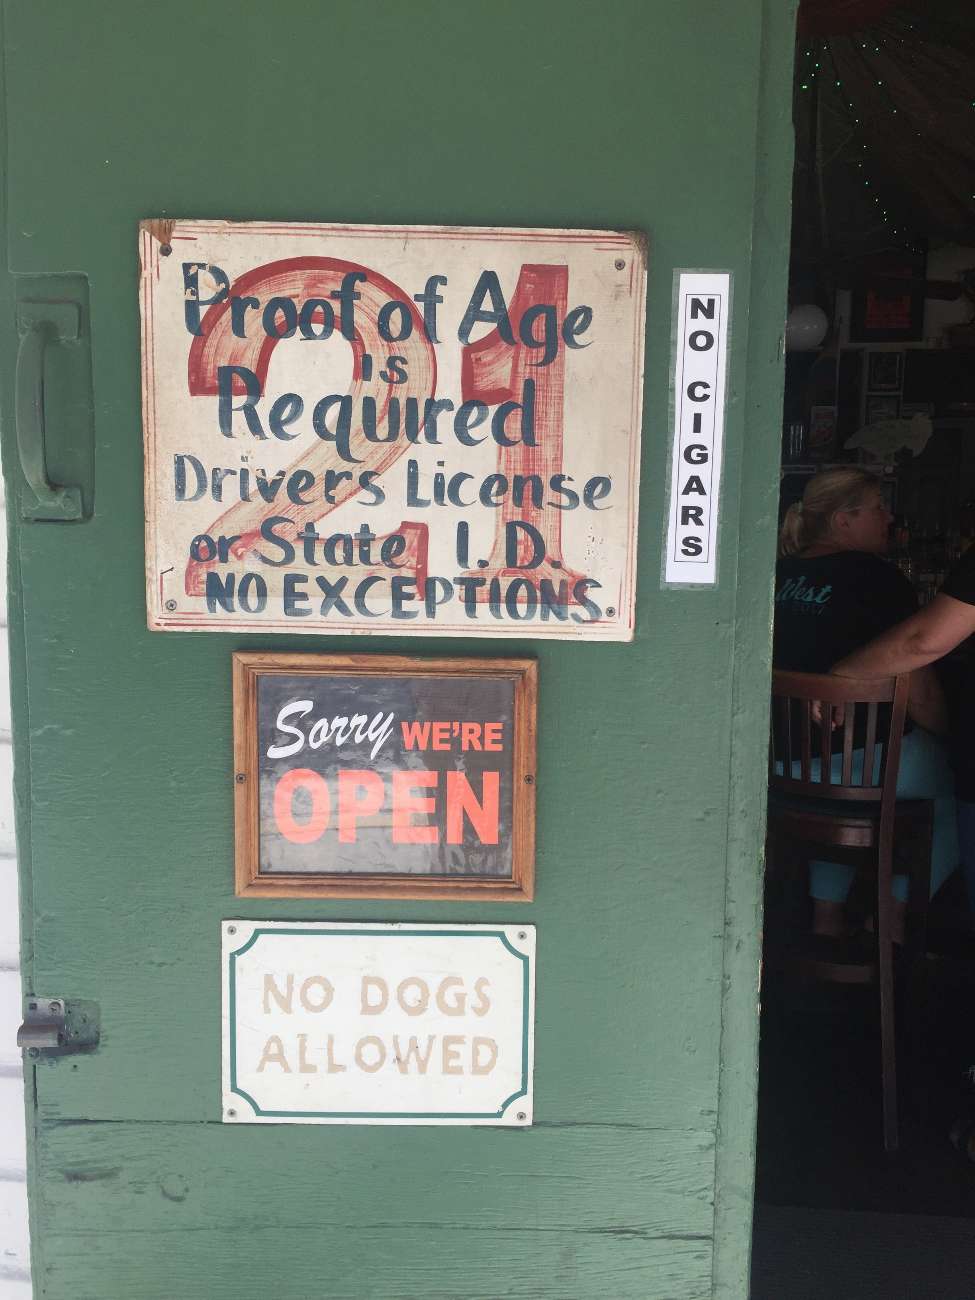 21
Proof of Age
is
Required
Drivers License
or State I.D.
NO EXCEPTIONS
NO CIGARS
Sorry WE'RE
OPEN
NO DOGS
ALLOWED
West